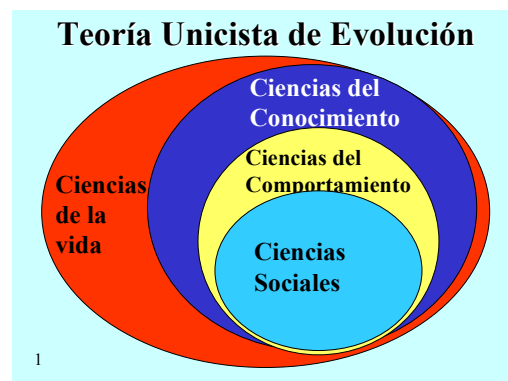 Teoría Unicista de Evolución
Ciencias del
Conocimiento
Ciencias del
Comportamiento
Ciencias
de la
vida
Ciencias
Sociales
1